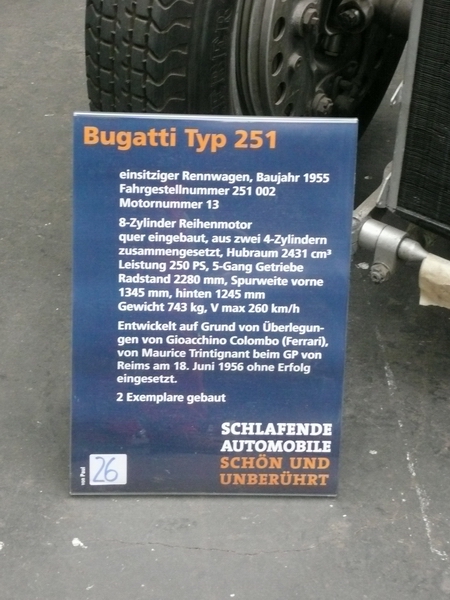 Bugatti Typ 251
einsitziger Rennwagen, Baujahr 1955
Fahrgestellnummer 251 002
Motornummer 13
8-Zylinder Reihenmotor
quer eingebaut, aus zwei 4-Zylindern
zusammengesetzt, Hubraum 2431 cm³
Leistung 250 PS, 5-Gang Getriebe
Radstand 2280 mm, Spurweite vorne
1345 mm, hinten 1245 mm
Gewicht 743 kg, V max 260 km/h
Entwickelt auf Grund von Überlegun-
gen von Gioacchino Colombo (Ferrari),
von Maurice Trintignant beim GP von
Reims am 18. Juni 1956 ohne Erfolg
eingesetzt.
2 Exemplare gebaut
SCHLAFENDE
AUTOMOBILE
SCHÖN UND
UNBERÜHRT
26